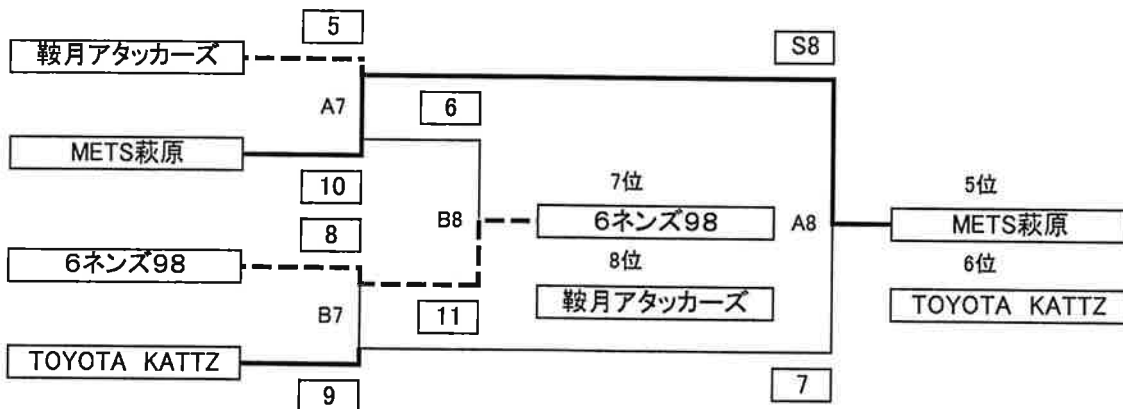 5
鞍月アタッカーズ
S8
A7
6
METS萩原
10
7位
5位
8
B8
6ネンズ98
A8
METS萩原
6ネンズ98
8位
6位
B7
11
鞍月アタッカーズ
TOYOTA KATTZ
TOYOTA KATTZ
9
7